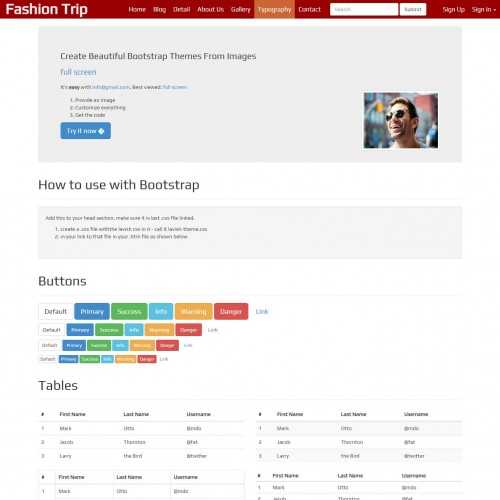 Fashion Trip Home Blog Detail About Us Gallery Typography Contact Search Submit Sign Up Sign in
Create Beautiful Bootstrap Themes From Images
full screen
It's easy with info@gmail.com. Best viewed: full screen
1. Provide an image
2. Customize everything
3. Get the code
Try it now �
How to use with Bootstrap
Add this to your head section, make sure it is last .css file linked.
1. create a .css file withthe lavish css in it - call it lavish-theme.css
2. in your link to that file in your .htm file as shown below
Buttons
Default Primary Success Info Warning Danger Link
Default Primary Success Info Warning Danger Link
Default Primary Success Info Warning Danger Link
Default Primary Success Info Warning Danger Link
Tables
# First Name Last Name Username
1 Mark Otto @mdo
2 Jacob Thornton @fat
3 Larry the Bird @twitter
# First Name Last Name Username
1 Mark Otto @mdo
2 Jacob Thornton @fat
3 Larry the Bird @twitter
# First Name Last Name Username
1 Mark Otto @mdo
# First Name Last Name Username
1 Mark Otto @mdo
2 Jacob Thornton @fat